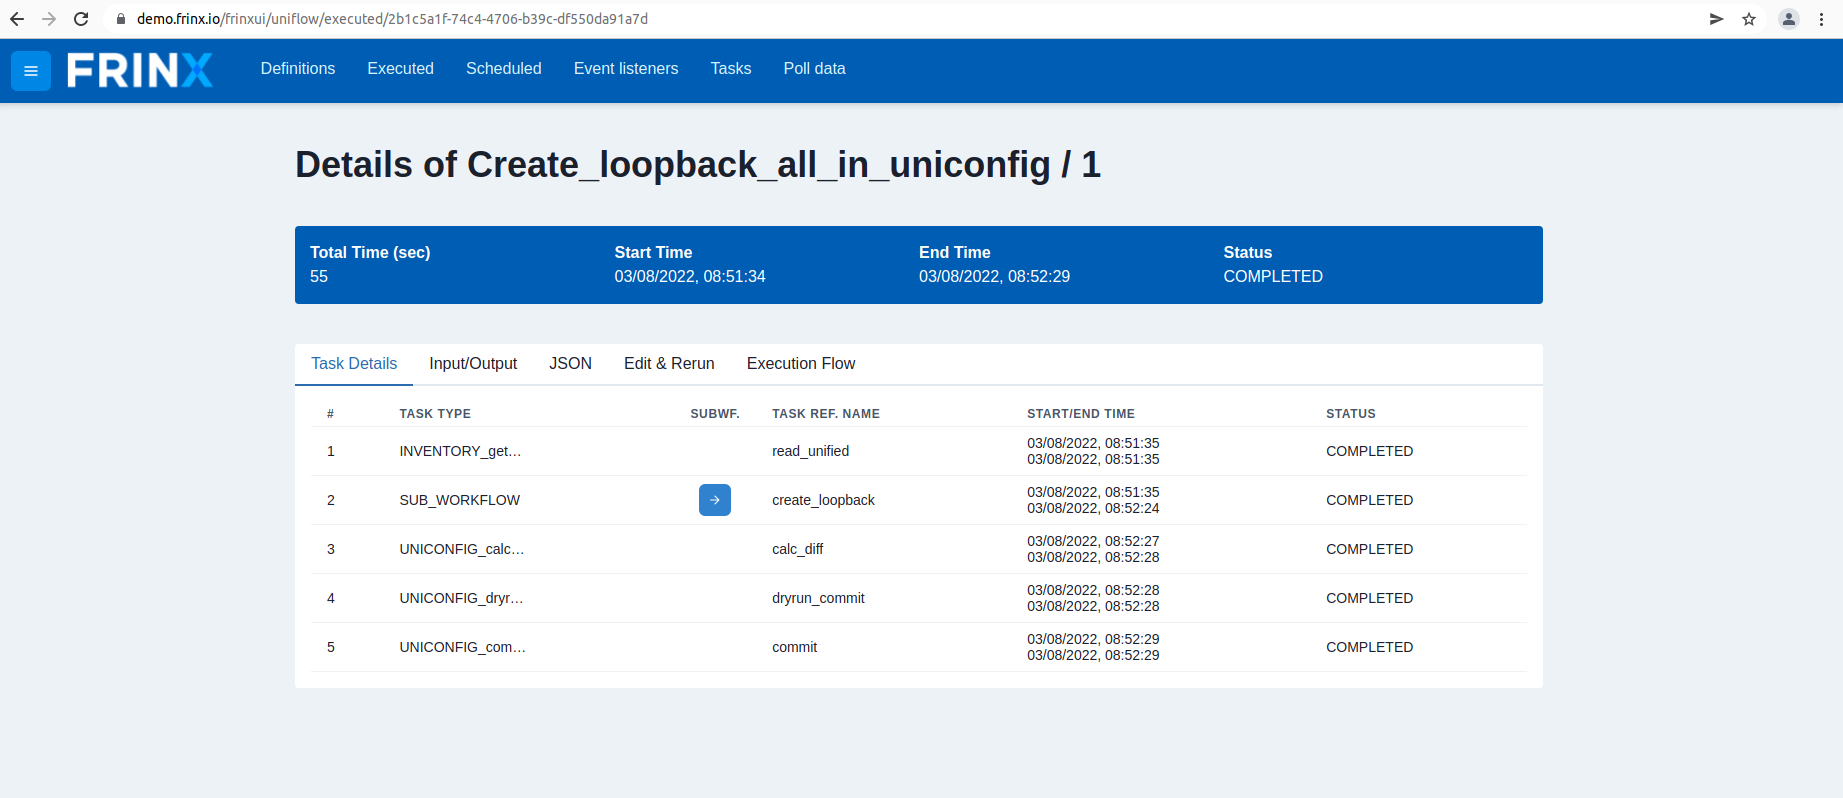 demo.frinx.io/frinxui/uniflow/executed/2b1c5a1f-74c4-4706-b39c-df550da91a7d
FRINX Definitions Executed Scheduled Event listeners Tasks Poll data
Details of Create_loopback_all_in_uniconfig / 1
Total Time (sec) Start Time End Time Status
55 03/08/2022, 08:51:34 03/08/2022, 08:52:29 COMPLETED
Task Details Input/Output JSON Edit & Rerun Execution Flow
# TASK TYPE SUBWF. TASK REF. NAME START/END TIME STATUS
1 INVENTORY_get… read_unified 03/08/2022, 08:51:35 COMPLETED
03/08/2022, 08:51:35
2 SUB_WORKFLOW create_loopback 03/08/2022, 08:51:35 COMPLETED
03/08/2022, 08:52:24
3 UNICONFIG_calc… calc_diff 03/08/2022, 08:52:27 COMPLETED
03/08/2022, 08:52:28
4 UNICONFIG_dryr… dryrun_commit 03/08/2022, 08:52:28 COMPLETED
03/08/2022, 08:52:28
5 UNICONFIG_com… commit 03/08/2022, 08:52:29 COMPLETED
03/08/2022, 08:52:29